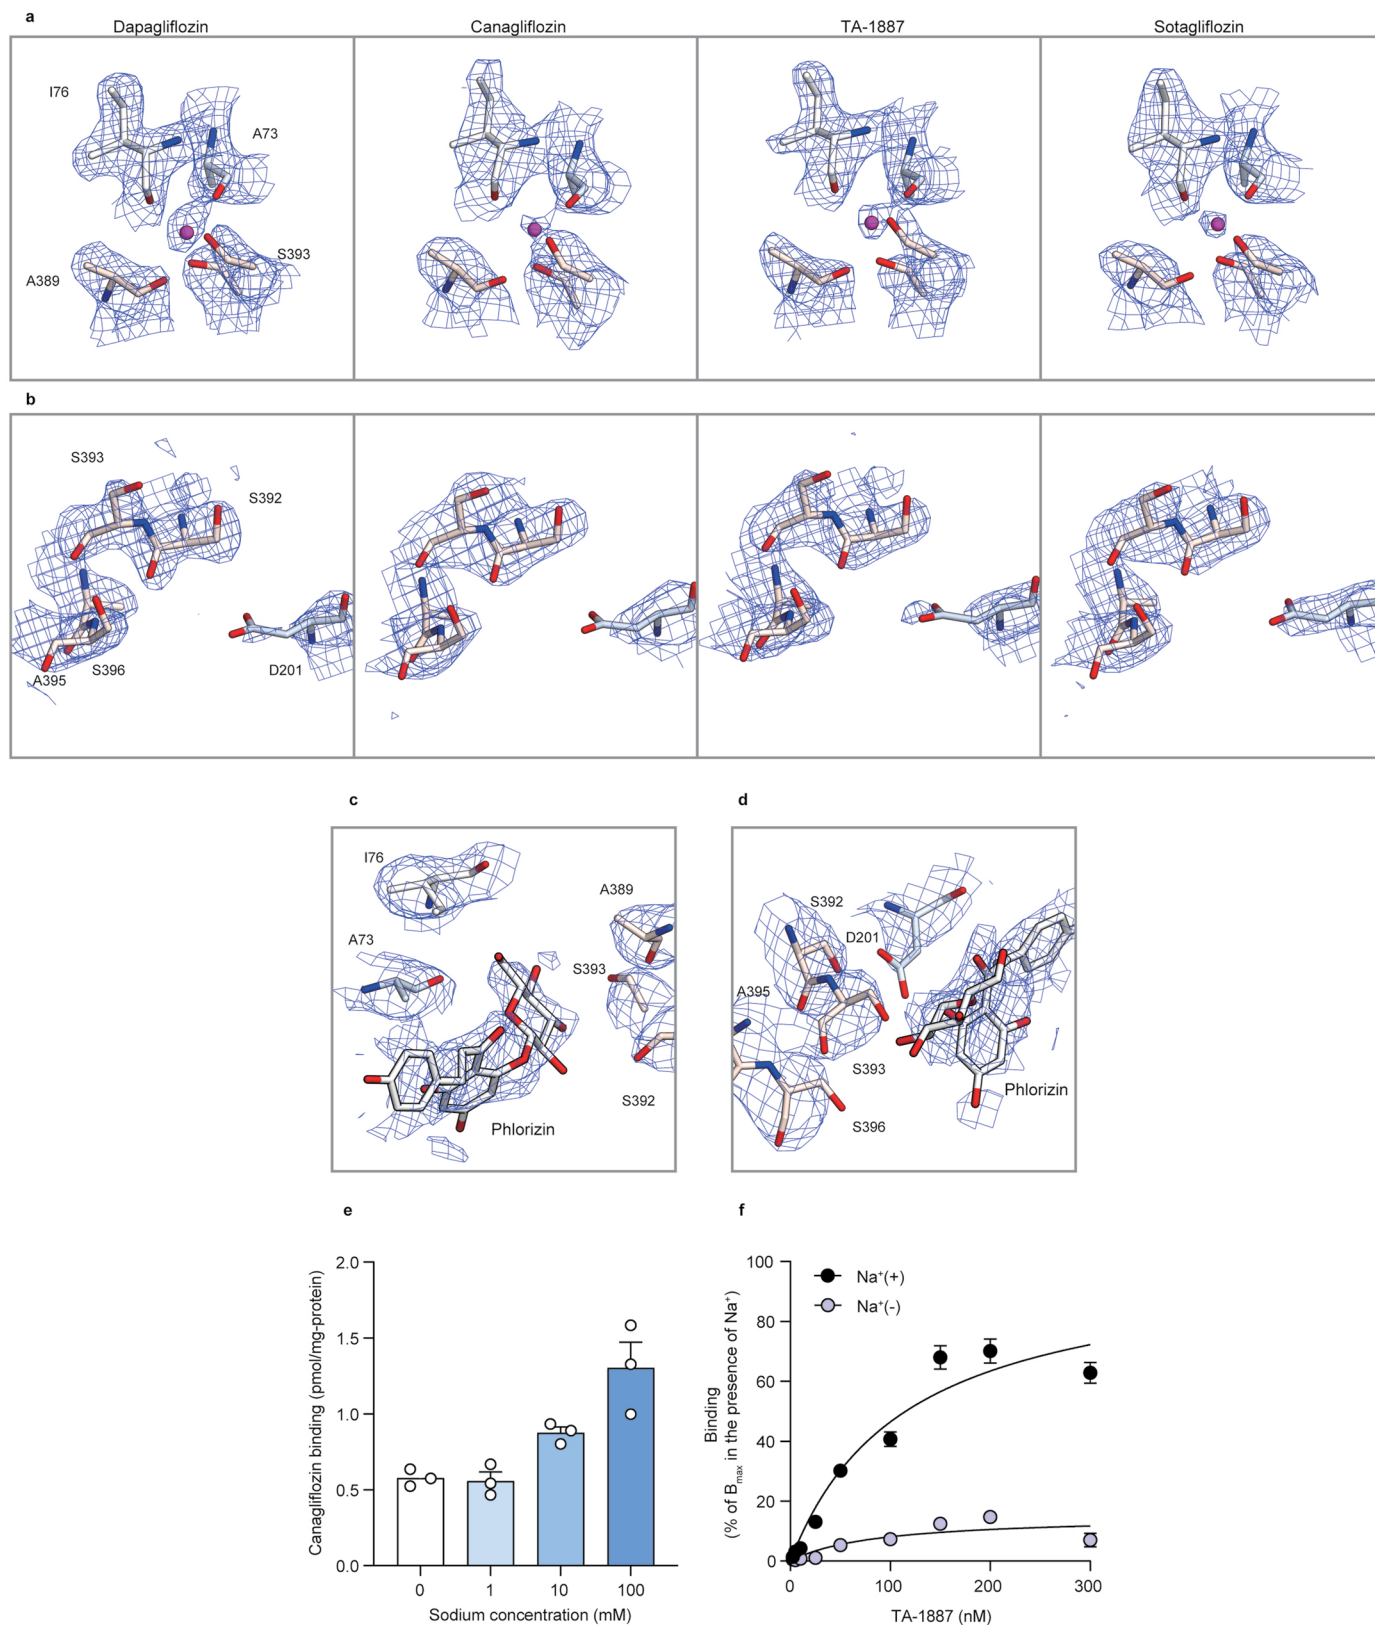 a
Dapagliflozin
Canagliflozin
TA-1887
Sotagliflozin
I76
A73
S393
A389
b
S393
S392
A395
S396
D201
c
d
I76
A389
A73
S393
S392
Phlorizin
S392
D201
A395
S393
Phlorizin
S396
e
Canagliflozin binding (pmol/mg-protein)
2.0
1.5
1.0
0.5
0.0
0
1
10
100
Sodium concentration (mM)
f
Binding
(% of Bmax in the presence of Na⁺)
100
80
60
40
20
0
Na⁺(+)
Na⁺(-)
0
100
200
300
TA-1887 (nM)